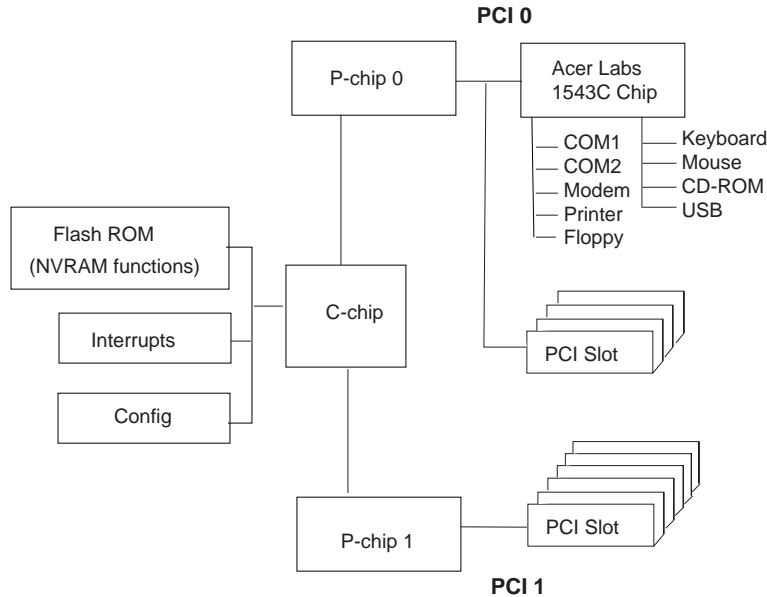 PCI 0
P-chip 0
Acer Labs
1543C Chip
COM1
COM2
Modem
Printer
Floppy
Keyboard
Mouse
CD-ROM
USB
Flash ROM
(NVRAM functions)
C-chip
Interrupts
Config
PCI Slot
PCI Slot
P-chip 1
PCI 1